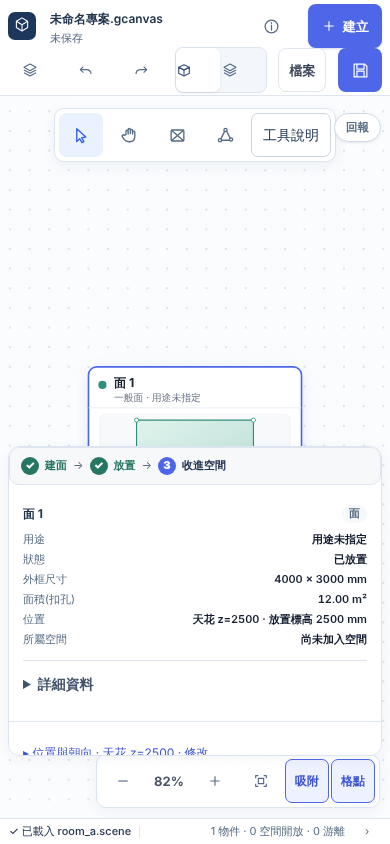 未命名專案.gcanvas
未保存
建立
檔案
工具說明
回報
面 1
一般面 · 用途未指定
建面 → 放置 → 3 收進空間
面 1
面
用途 用途未指定
狀態 已放置
外框尺寸 4000 × 3000 mm
面積(扣孔) 12.00 m²
位置 天花 z=2500 · 放置標高 2500 mm
所屬空間 尚未加入空間
▶ 詳細資料
▸ 位置與朝向 · 天花 z=2500 · 修改
82%
吸附
格點
✓ 已載入 room_a.scene
1 物件 · 0 空間開放 · 0 游離